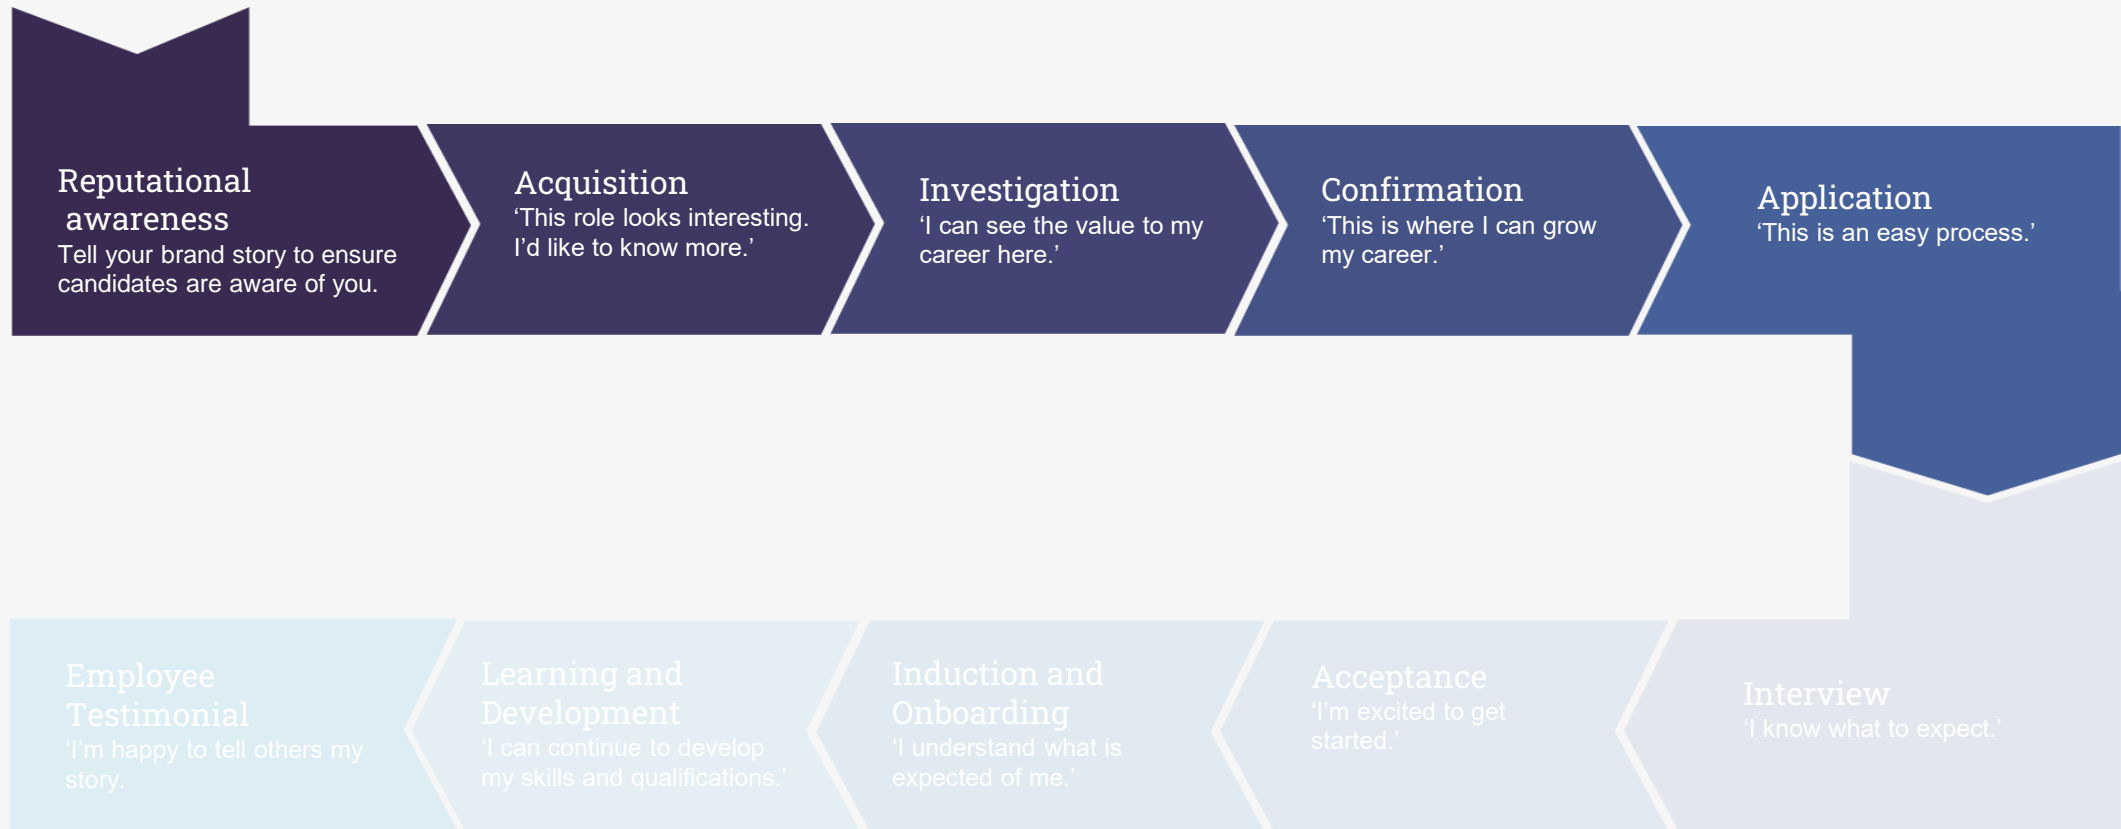 Reputational
awareness
Tell your brand story to ensure
candidates are aware of you.
Acquisition
‘This role looks interesting.
I’d like to know more.’
Investigation
‘I can see the value to my
career here.’
Confirmation
‘This is where I can grow
my career.’
Application
‘This is an easy process.’
Interview
‘I know what to expect.’
Acceptance
‘I’m excited to get
started.’
Induction and
Onboarding
‘I understand what is
expected of me.’
Learning and
Development
‘I can continue to develop
my skills and qualifications.’
Employee
Testimonial
‘I’m happy to tell others my
story.